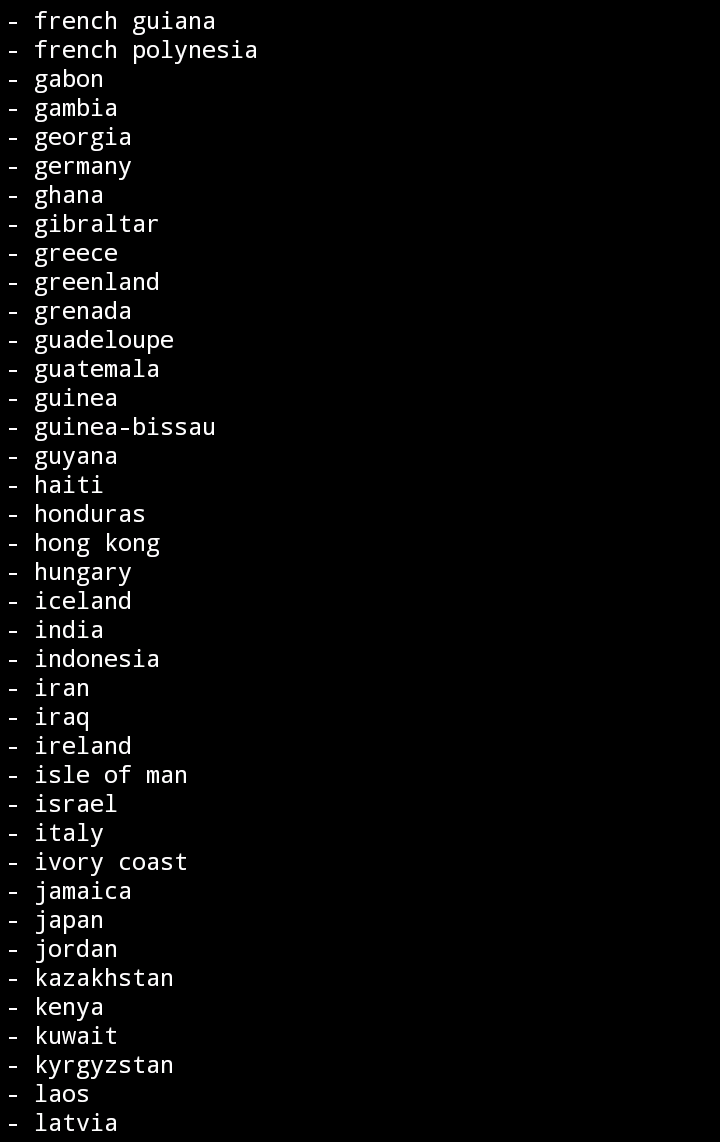 - french guiana
- french polynesia
- gabon
- gambia
- georgia
- germany
- ghana
- gibraltar
- greece
- greenland
- grenada
- guadeloupe
- guatemala
- guinea
- guinea-bissau
- guyana
- haiti
- honduras
- hong kong
- hungary
- iceland
- india
- indonesia
- iran
- iraq
- ireland
- isle of man
- israel
- italy
- ivory coast
- jamaica
- japan
- jordan
- kazakhstan
- kenya
- kuwait
- kyrgyzstan
- laos
- latvia